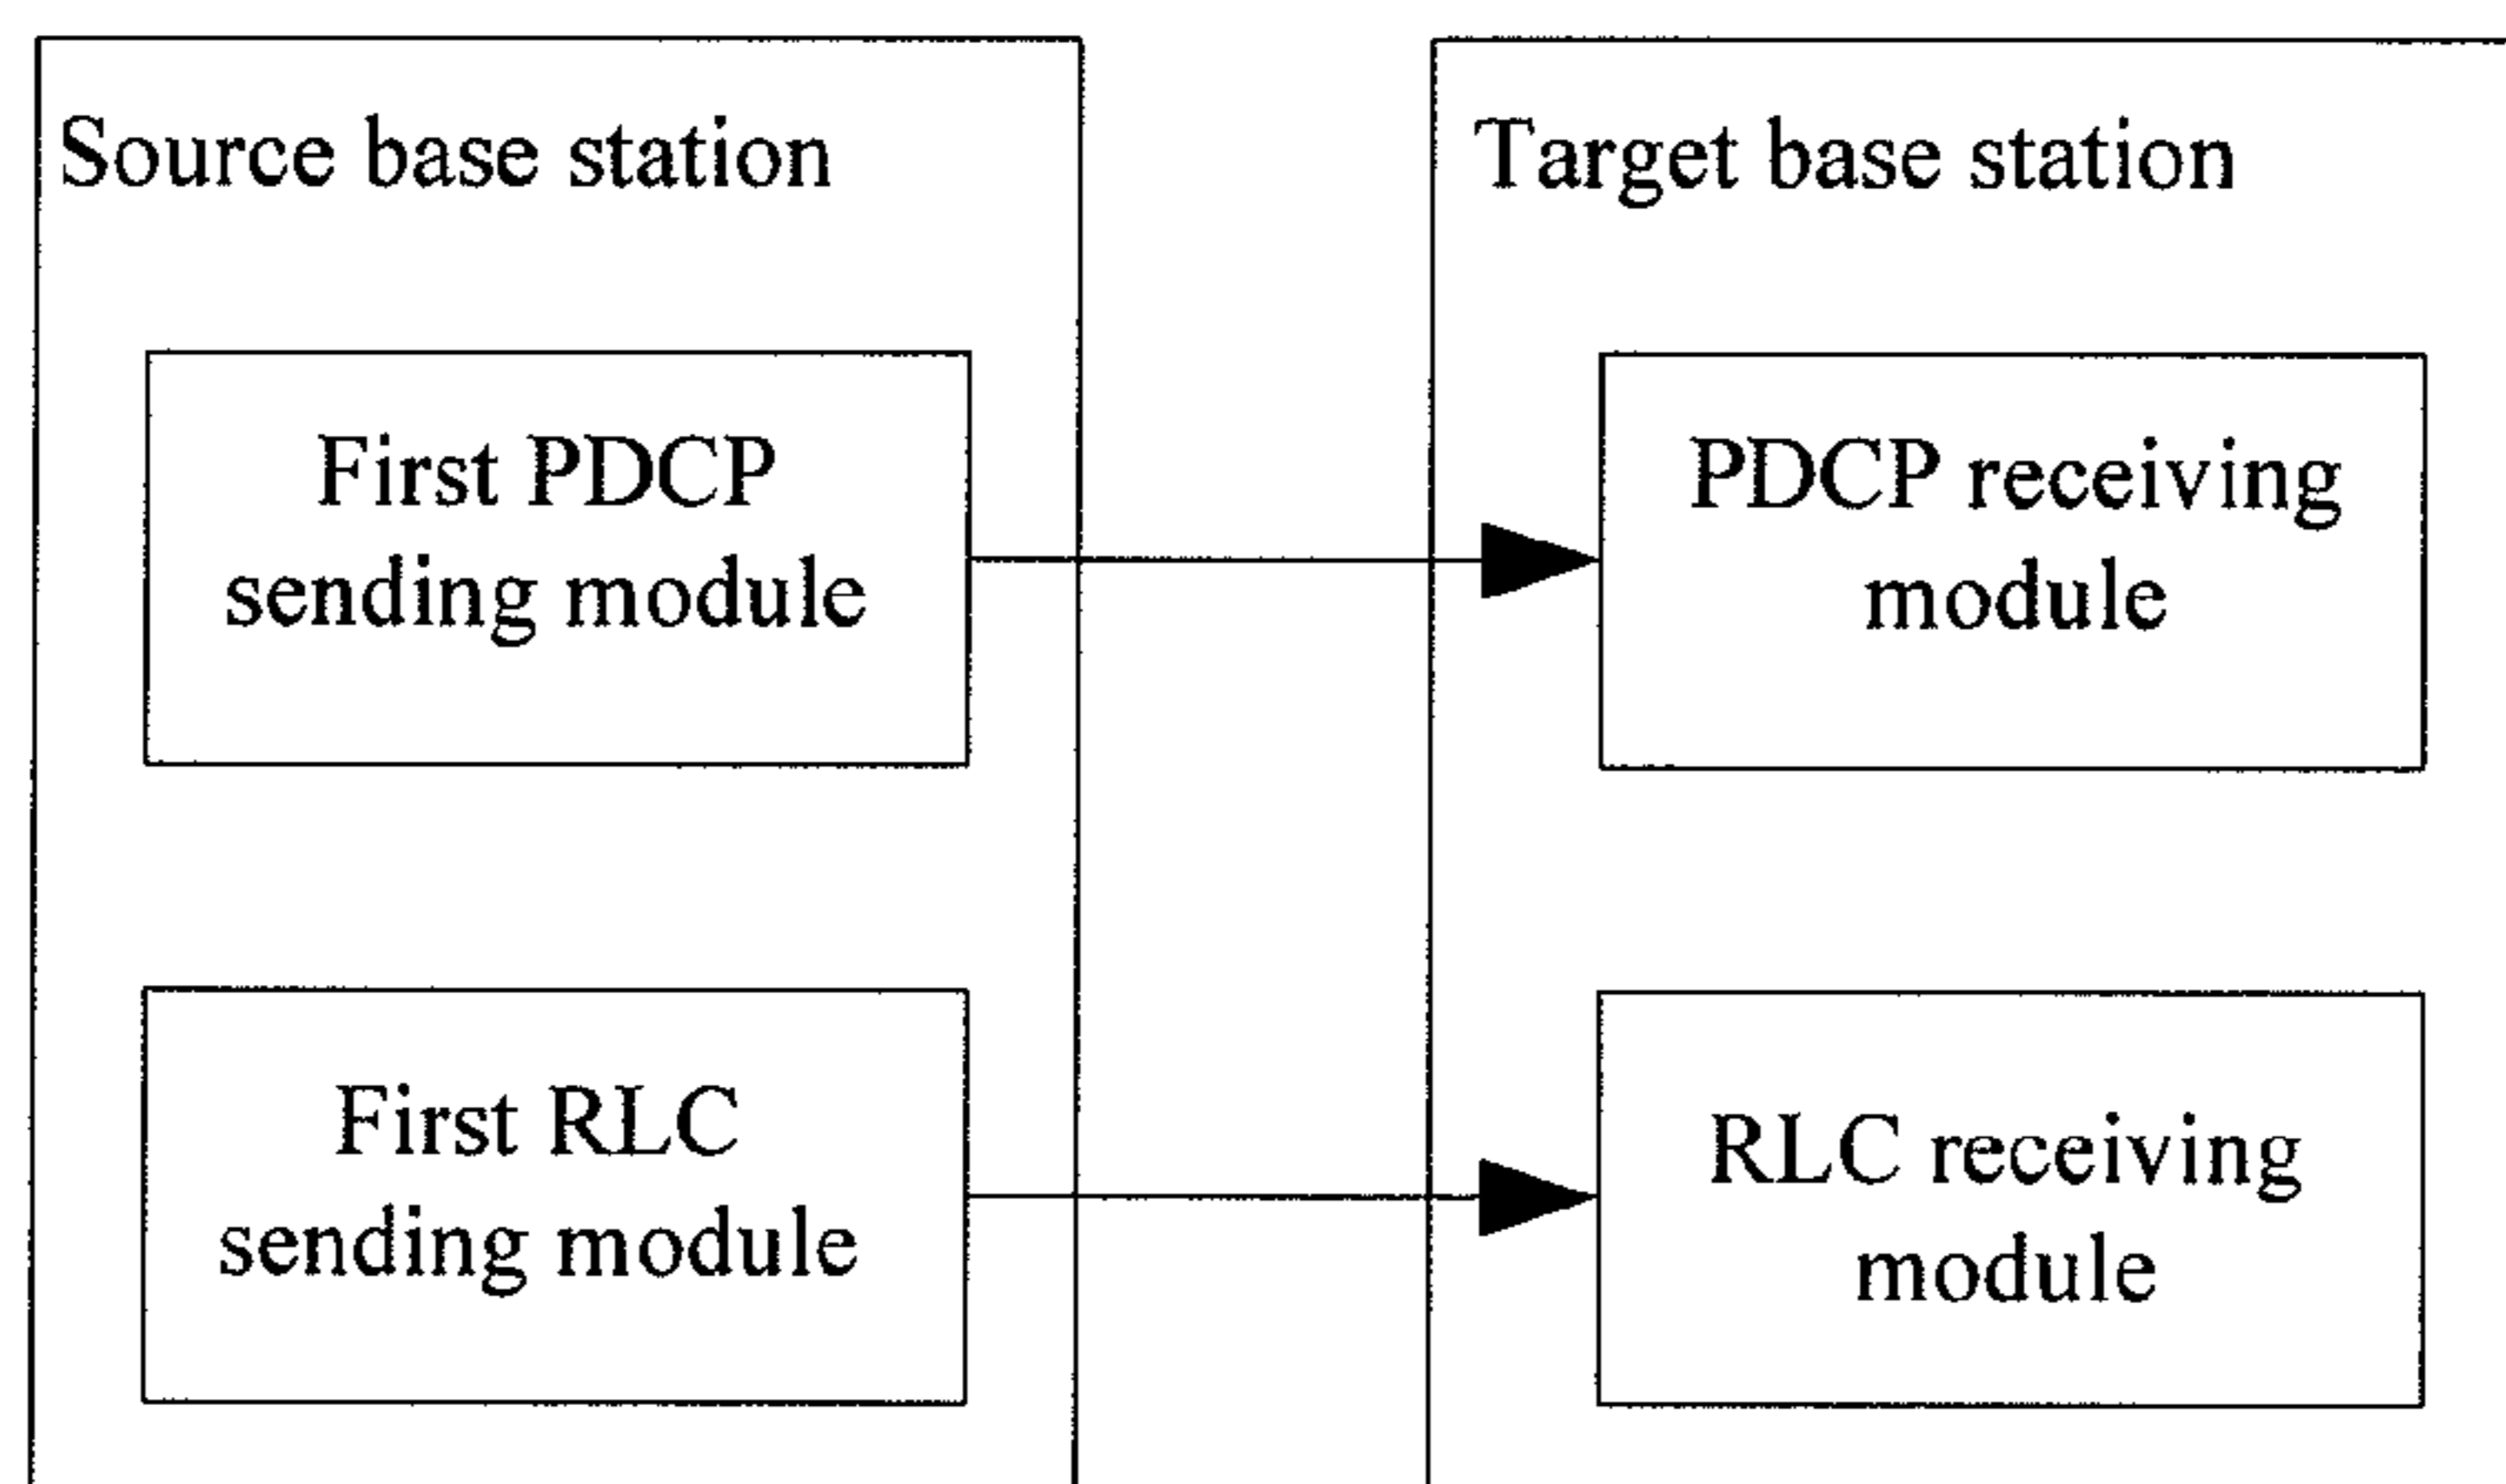 Source base station
Target base station
First PDCP
sending module
PDCP receiving
module
First RLC
sending module
RLC receiving
module